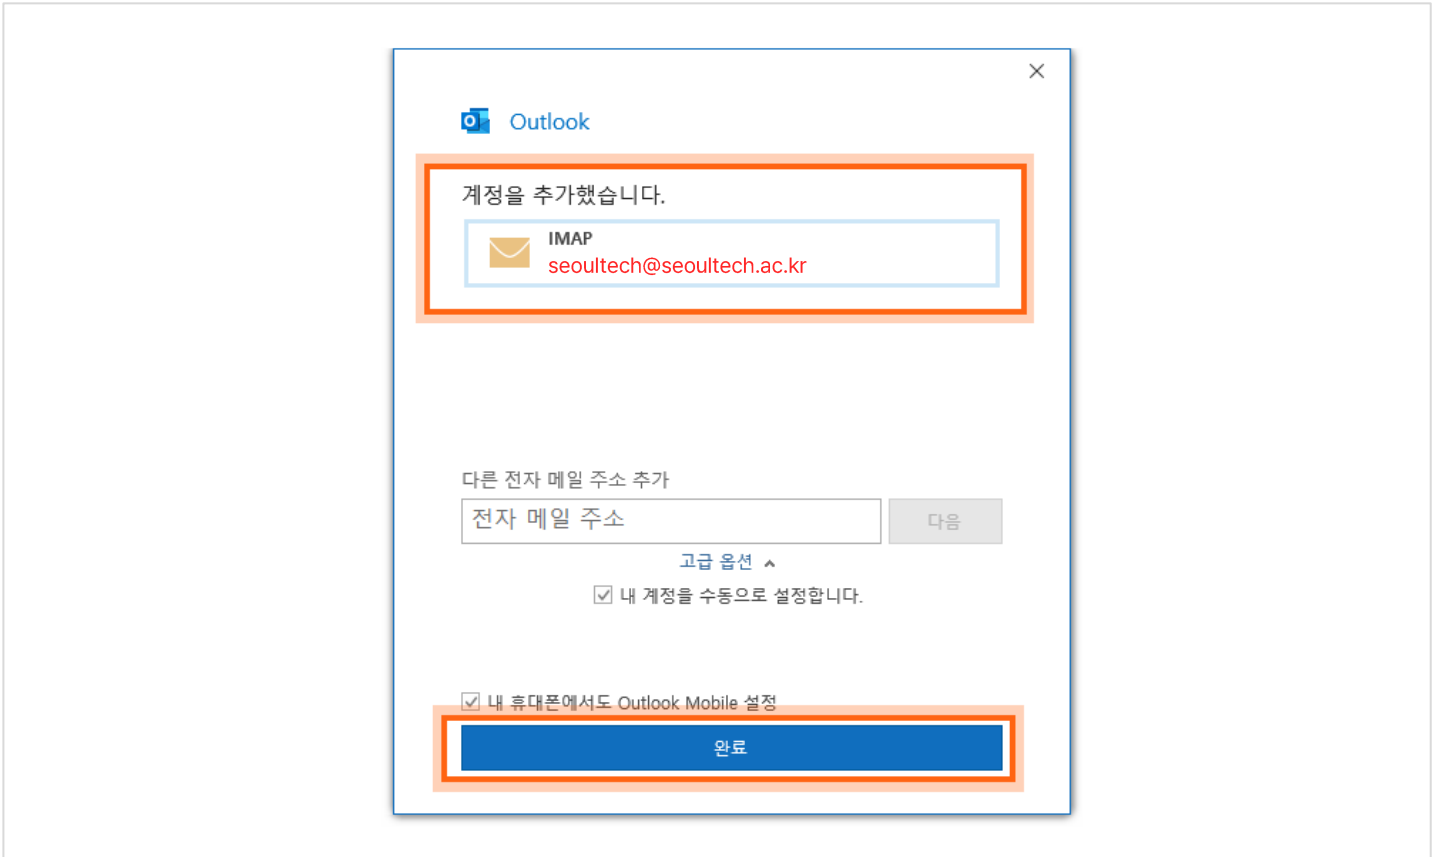 Outlook
계정을 추가했습니다.
IMAP
seoultech@seoultech.ac.kr
다른 전자 메일 주소 추가
전자 메일 주소
다음
고급 옵션
내 계정을 수동으로 설정합니다.
내 휴대폰에서도 Outlook Mobile 설정
완료